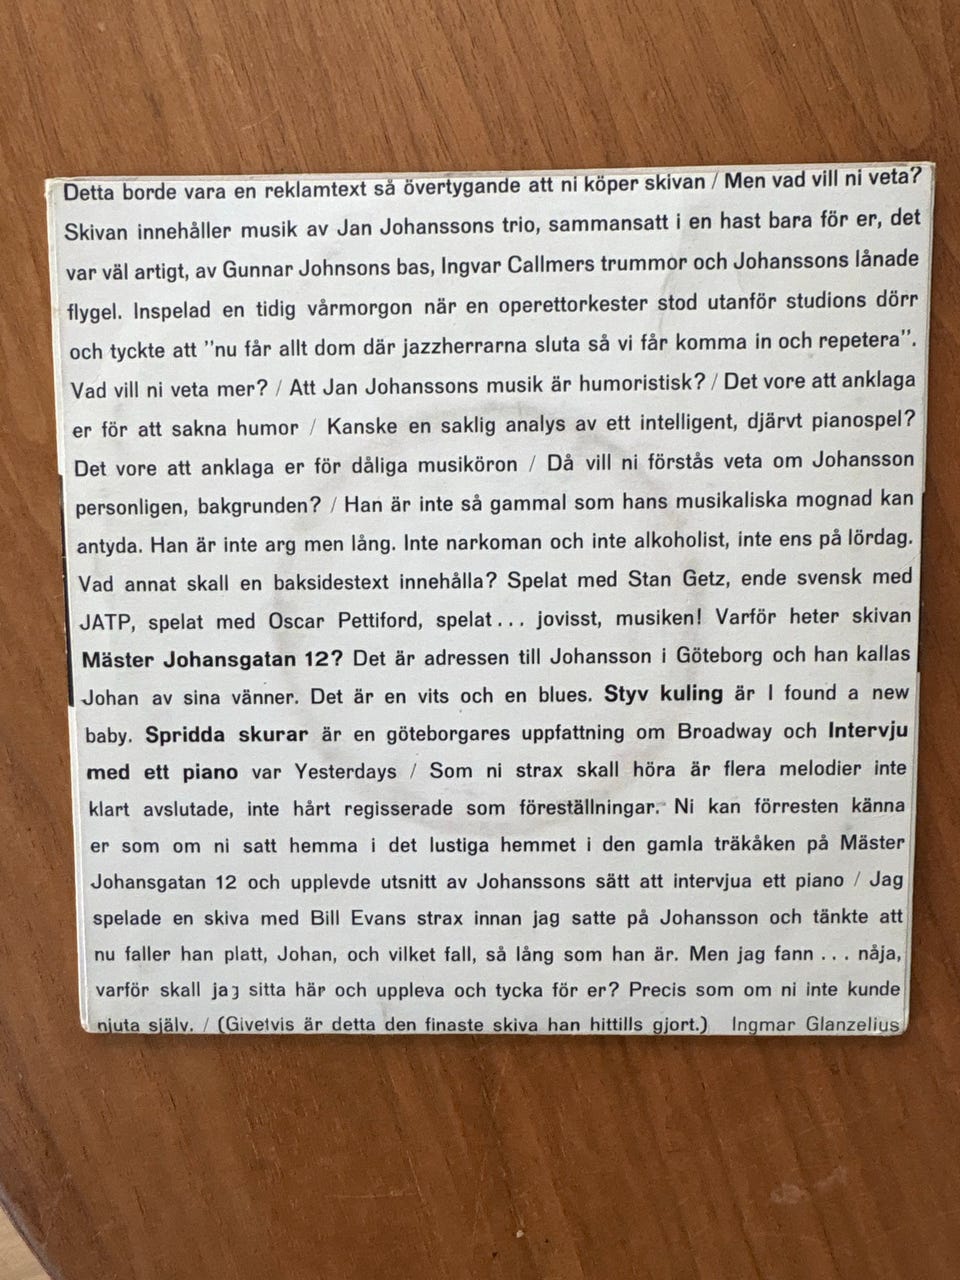 Detta borde vara en reklamtext så övertygande att ni köper skivan / Men vad vill ni veta?
Skivan innehåller musik av Jan Johanssons trio, sammansatt i en hast bara för er, det
var väl artigt, av Gunnar Johnsons bas, Ingvar Callmers trummor och Johanssons lånade
flygel. Inspelad en tidig vårmorgon när en operettorkester stod utanför studions dörr
och tyckte att ”nu får allt dom där jazzherrarna sluta så vi får komma in och repetera”.
Vad vill ni veta mer? / Att Jan Johanssons musik är humoristisk? / Det vore att anklaga
er för att sakna humor / Kanske en saklig analys av ett intelligent, djärvt pianospel?
Det vore att anklaga er för dåliga musiköron / Då vill ni förstås veta om Johansson
personligen, bakgrunden? / Han är inte så gammal som hans musikaliska mognad kan
antyda. Han är inte arg men lång. Inte narkoman och inte alkoholist, inte ens på lördag.
Vad annat skall en baksidestext innehålla? Spelat med Stan Getz, ende svensk med
JATP, spelat med Oscar Pettiford, spelat... jovisst, musiken! Varför heter skivan
Mäster Johansgatan 12? Det är adressen till Johansson i Göteborg och han kallas
Johan av sina vänner. Det är en vits och en blues. Styv kuling är I found a new
baby. Spridda skurar är en göteborgares uppfattning om Broadway och Intervju
med ett piano var Yesterdays / Som ni strax skall höra är flera melodier inte
klart avslutade, inte hårt regisserade som föreställningar. Ni kan förresten känna
er som om ni satt hemma i det lustiga hemmet i den gamla träkåken på Mäster
Johansgatan 12 och upplevde utsnitt av Johanssons sätt att intervjua ett piano / Jag
spelade en skiva med Bill Evans strax innan jag satte på Johansson och tänkte att
nu faller han platt, Johan, och vilket fall, så lång som han är. Men jag fann... nåja,
varför skall jag sitta här och uppleva och tycka för er? Precis som om ni inte kunde
njuta själv. / (Givetvis är detta den finaste skiva han hittills gjort.) Ingmar Glanzelius